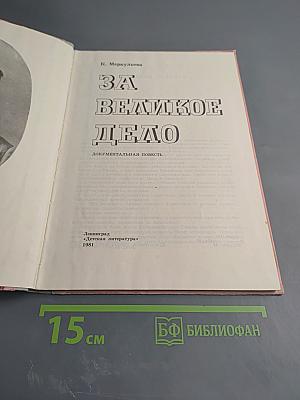 К. Меркульева
ЗА
ВЕЛИКОЕ
ДЕЛО
ДОКУМЕНТАЛЬНАЯ ПОВЕСТЬ
Ленинград
«Детская литература»
1981
15 см
БФ БИБЛИОФАН